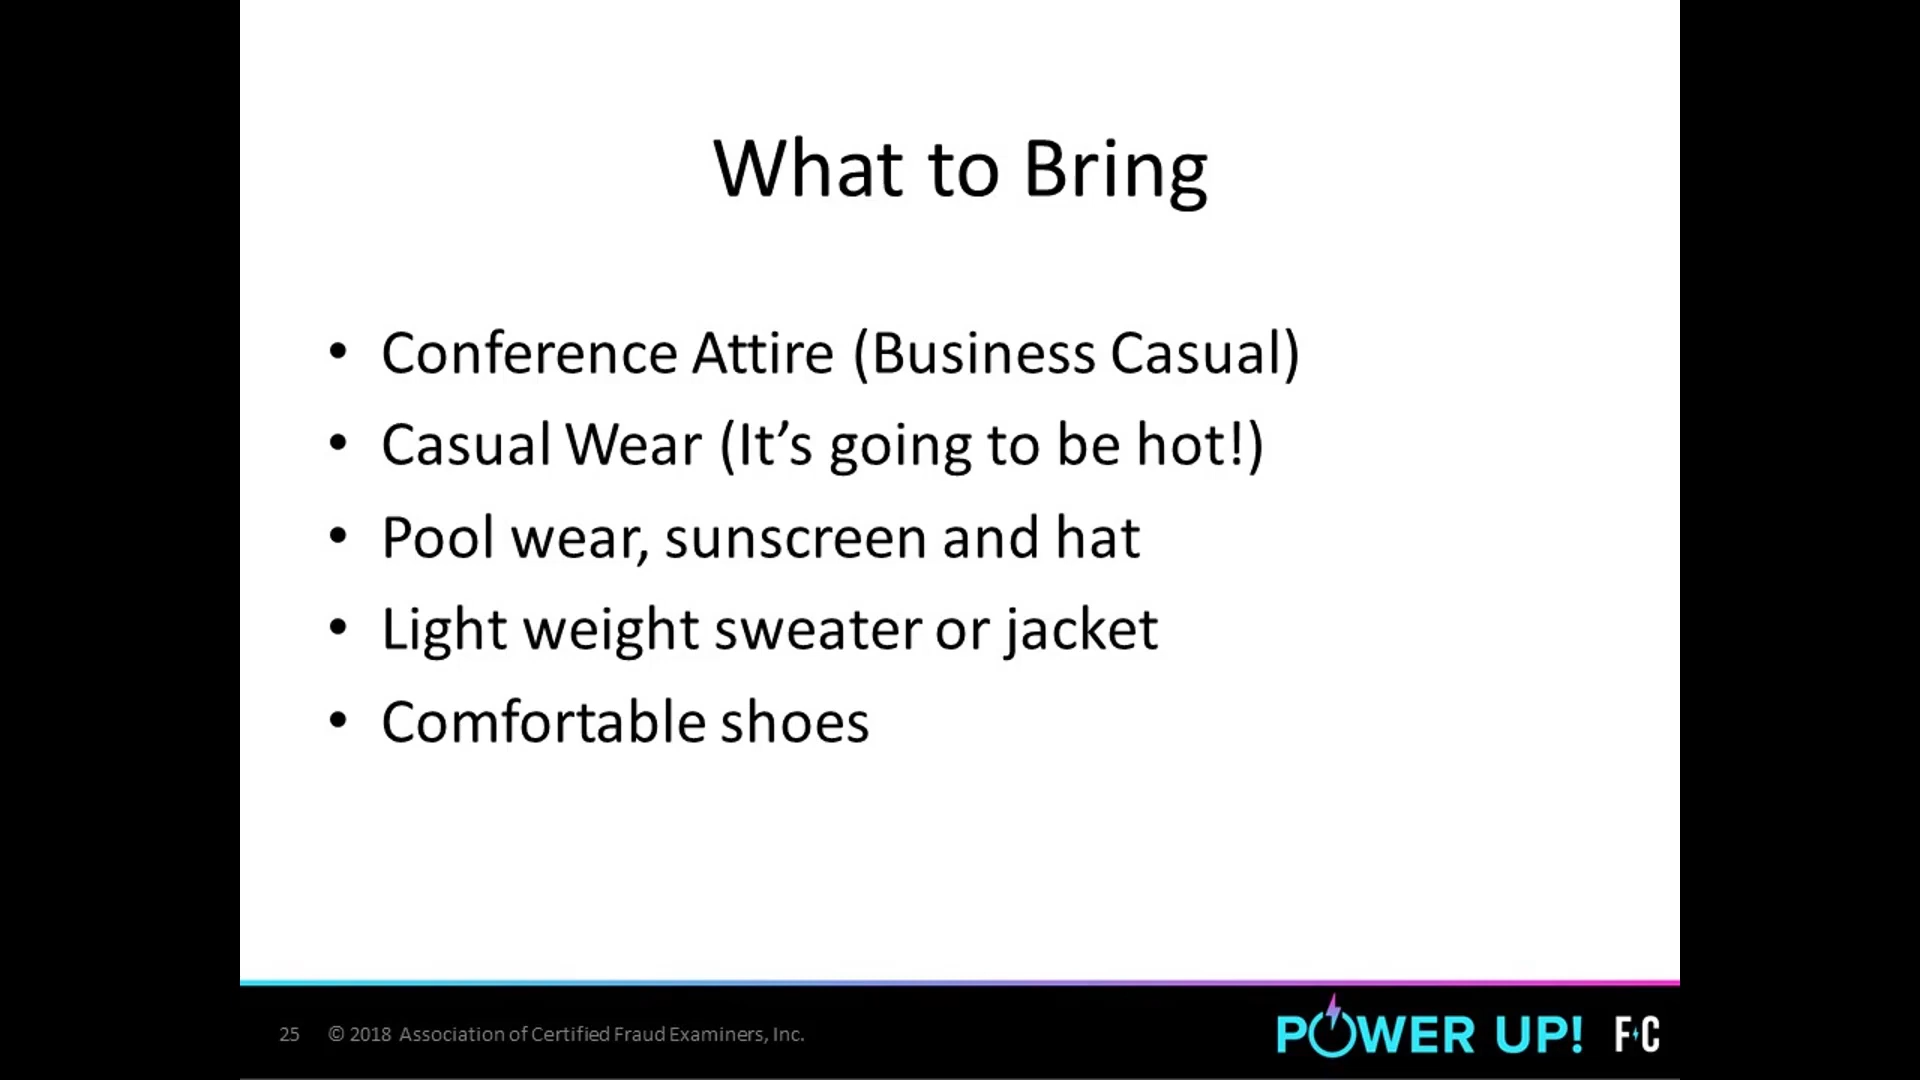 What to Bring
• Conference Attire (Business Casual)
• Casual Wear (It’s going to be hot!)
• Pool wear, sunscreen and hat
• Light weight sweater or jacket
• Comfortable shoes
25 © 2018 Association of Certified Fraud Examiners, Inc.
POWER UP! F+C